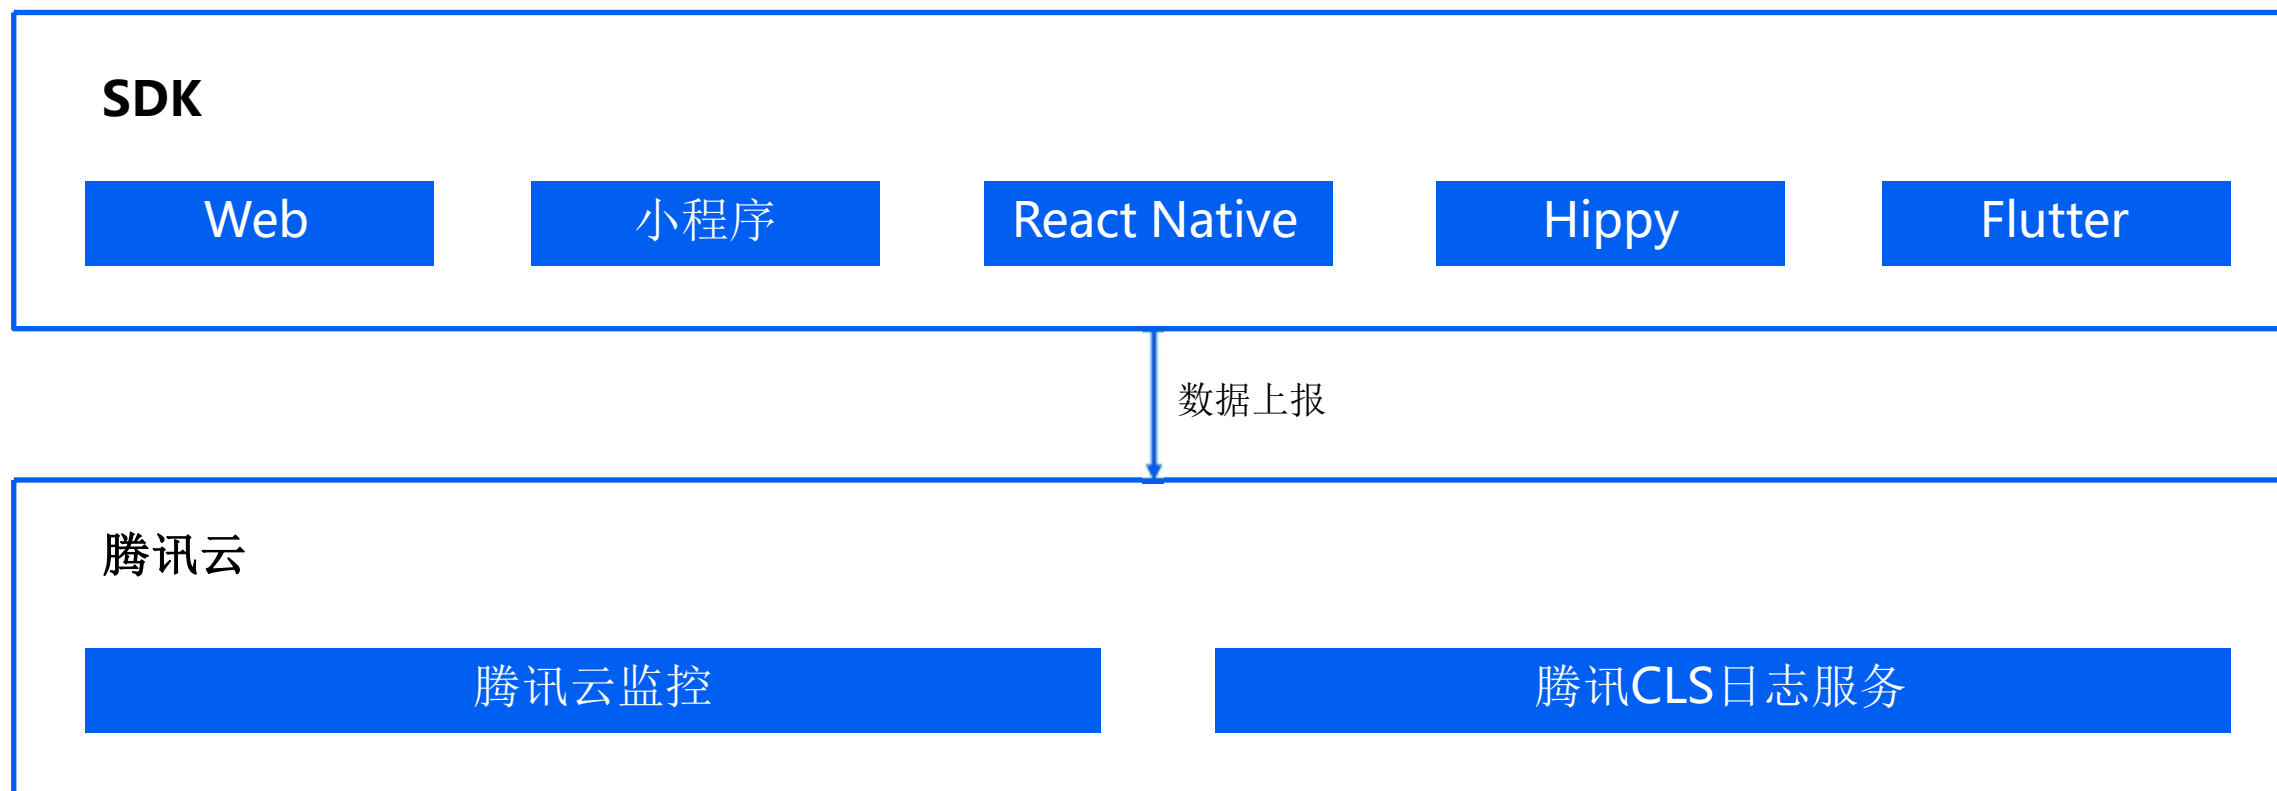 SDK
Web
小程序
React Native
Hippy
Flutter
数据上报
腾讯云
腾讯云监控
腾讯CLS日志服务